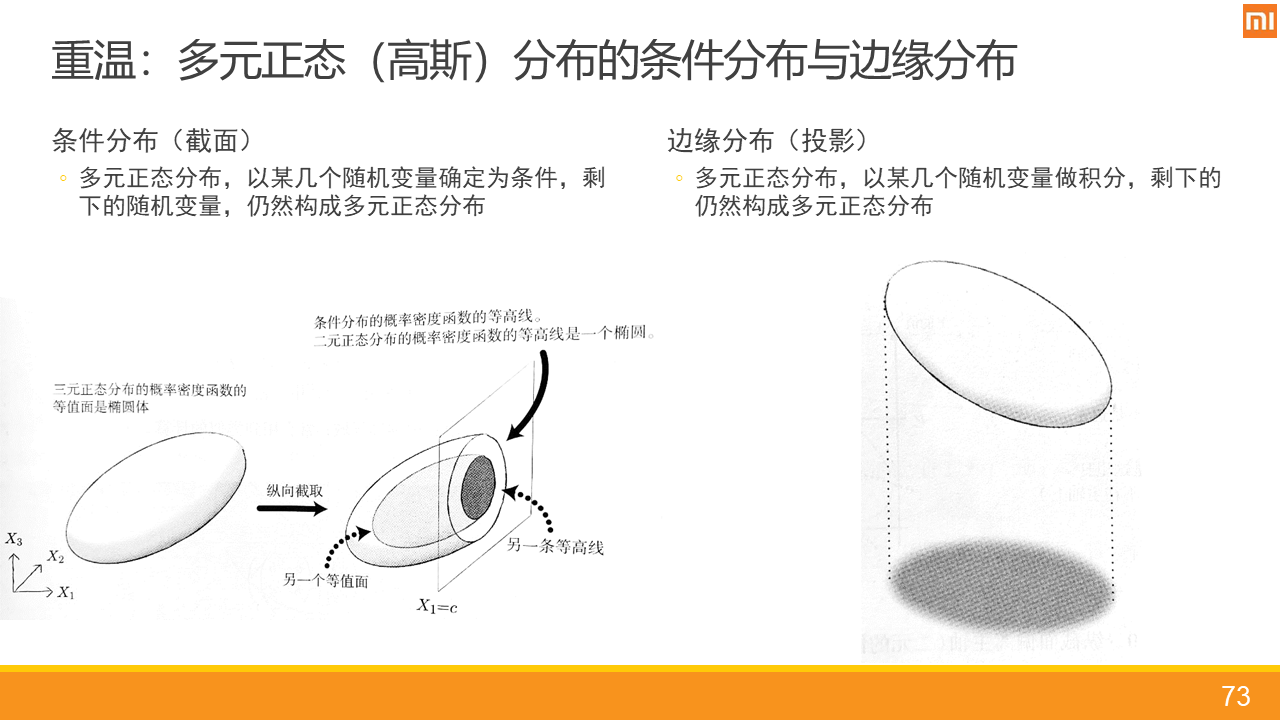 重温：多元正态（高斯）分布的条件分布与边缘分布
条件分布（截面）
◦ 多元正态分布，以某几个随机变量确定为条件，剩
下的随机变量，仍然构成多元正态分布
边缘分布（投影）
◦ 多元正态分布，以某几个随机变量做积分，剩下的
仍然构成多元正态分布
条件分布的概率密度函数的等高线。
二元正态分布的概率密度函数的等高线是一个椭圆。
三元正态分布的概率密度函数的
等值面是椭圆体
纵向截取
另一条等高线
另一个等值面
X3
X2
X1
X1=c
73